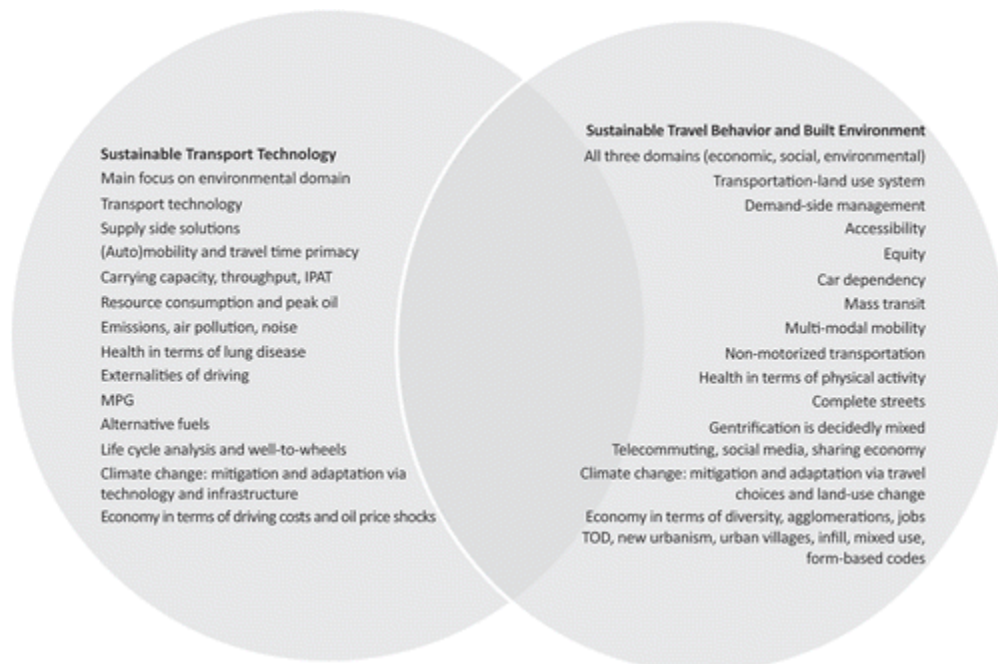 Sustainable Transport Technology
Main focus on environmental domain
Transport technology
Supply side solutions
(Auto)mobility and travel time primacy
Carrying capacity, throughput, IPAT
Resource consumption and peak oil
Emissions, air pollution, noise
Health in terms of lung disease
Externalities of driving
MPG
Alternative fuels
Life cycle analysis and well-to-wheels
Climate change: mitigation and adaptation via
technology and infrastructure
Economy in terms of driving costs and oil price shocks
Sustainable Travel Behavior and Built Environment
All three domains (economic, social, environmental)
Transportation-land use system
Demand-side management
Accessibility
Equity
Car dependency
Mass transit
Multi-modal mobility
Non-motorized transportation
Health in terms of physical activity
Complete streets
Gentrification is decidedly mixed
Telecommuting, social media, sharing economy
Climate change: mitigation and adaptation via travel
choices and land-use change
Economy in terms of diversity, agglomerations, jobs
TOD, new urbanism, urban villages, infill, mixed use,
form-based codes